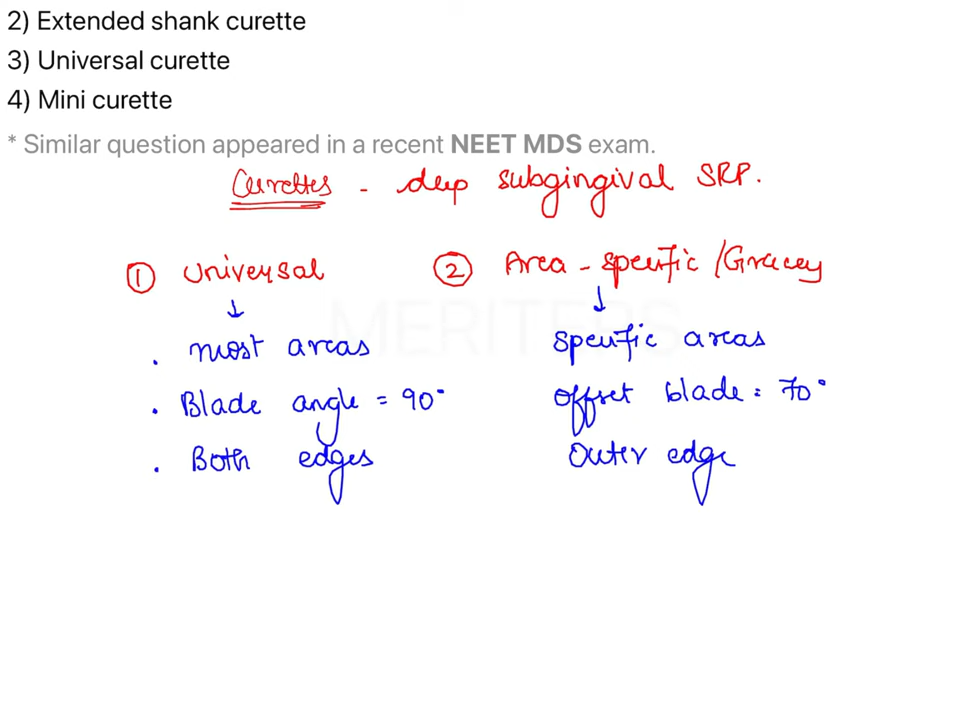 2) Extended shank curette
3) Universal curette
4) Mini curette
* Similar question appeared in a recent NEET MDS exam.
Curettes - deep subgingival SRP.
① Universal ② Area - specific / Gracey
. most areas specific areas
. Blade angle = 90° offset blade = 70°
. Both edges Outer edge
MERITERS